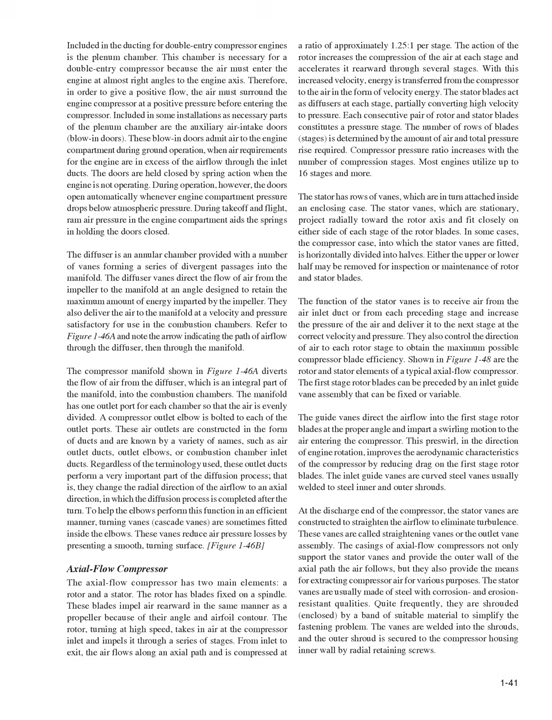 Included in the ducting for double-entry compressor engines
is the plenum chamber. This chamber is necessary for a
double-entry compressor because the air must enter the
engine at almost right angles to the engine axis. Therefore,
in order to give a positive flow, the air must surround the
engine compressor at a positive pressure before entering the
compressor. Included in some installations as necessary parts
of the plenum chamber are the auxiliary air-intake doors
(blow-in doors). These blow-in doors admit air to the engine
compartment during ground operation, when air requirements
for the engine are in excess of the airflow through the inlet
ducts. The doors are held closed by spring action when the
engine is not operating. During operation, however, the doors
open automatically whenever engine compartment pressure
drops below atmospheric pressure. During takeoff and flight,
ram air pressure in the engine compartment aids the springs
in holding the doors closed.
The diffuser is an annular chamber provided with a number
of vanes forming a series of divergent passages into the
manifold. The diffuser vanes direct the flow of air from the
impeller to the manifold at an angle designed to retain the
maximum amount of energy imparted by the impeller. They
also deliver the air to the manifold at a velocity and pressure
satisfactory for use in the combustion chambers. Refer to
Figure 1-46A and note the arrow indicating the path of airflow
through the diffuser, then through the manifold.
The compressor manifold shown in Figure 1-46A diverts
the flow of air from the diffuser, which is an integral part of
the manifold, into the combustion chambers. The manifold
has one outlet port for each chamber so that the air is evenly
divided. A compressor outlet elbow is bolted to each of the
outlet ports. These air outlets are constructed in the form
of ducts and are known by a variety of names, such as air
outlet ducts, outlet elbows, or combustion chamber inlet
ducts. Regardless of the terminology used, these outlet ducts
perform a very important part of the diffusion process; that
is, they change the radial direction of the airflow to an axial
direction, in which the diffusion process is completed after the
turn. To help the elbows perform this function in an efficient
manner, turning vanes (cascade vanes) are sometimes fitted
inside the elbows. These vanes reduce air pressure losses by
presenting a smooth, turning surface. [Figure 1-46B]
Axial-Flow Compressor
The axial-flow compressor has two main elements: a
rotor and a stator. The rotor has blades fixed on a spindle.
These blades impel air rearward in the same manner as a
propeller because of their angle and airfoil contour. The
rotor, turning at high speed, takes in air at the compressor
inlet and impels it through a series of stages. From inlet to
exit, the air flows along an axial path and is compressed at
a ratio of approximately 1.25:1 per stage. The action of the
rotor increases the compression of the air at each stage and
accelerates it rearward through several stages. With this
increased velocity, energy is transferred from the compressor
to the air in the form of velocity energy. The stator blades act
as diffusers at each stage, partially converting high velocity
to pressure. Each consecutive pair of rotor and stator blades
constitutes a pressure stage. The number of rows of blades
(stages) is determined by the amount of air and total pressure
rise required. Compressor pressure ratio increases with the
number of compression stages. Most engines utilize up to
16 stages and more.
The stator has rows of vanes, which are in turn attached inside
an enclosing case. The stator vanes, which are stationary,
project radially toward the rotor axis and fit closely on
either side of each stage of the rotor blades. In some cases,
the compressor case, into which the stator vanes are fitted,
is horizontally divided into halves. Either the upper or lower
half may be removed for inspection or maintenance of rotor
and stator blades.
The function of the stator vanes is to receive air from the
air inlet duct or from each preceding stage and increase
the pressure of the air and deliver it to the next stage at the
correct velocity and pressure. They also control the direction
of air to each rotor stage to obtain the maximum possible
compressor blade efficiency. Shown in Figure 1-48 are the
rotor and stator elements of a typical axial-flow compressor.
The first stage rotor blades can be preceded by an inlet guide
vane assembly that can be fixed or variable.
The guide vanes direct the airflow into the first stage rotor
blades at the proper angle and impart a swirling motion to the
air entering the compressor. This preswirl, in the direction
of engine rotation, improves the aerodynamic characteristics
of the compressor by reducing drag on the first stage rotor
blades. The inlet guide vanes are curved steel vanes usually
welded to steel inner and outer shrouds.
At the discharge end of the compressor, the stator vanes are
constructed to straighten the airflow to eliminate turbulence.
These vanes are called straightening vanes or the outlet vane
assembly. The casings of axial-flow compressors not only
support the stator vanes and provide the outer wall of the
axial path the air follows, but they also provide the means
for extracting compressor air for various purposes. The stator
vanes are usually made of steel with corrosion- and erosion-
resistant qualities. Quite frequently, they are shrouded
(enclosed) by a band of suitable material to simplify the
fastening problem. The vanes are welded into the shrouds,
and the outer shroud is secured to the compressor housing
inner wall by radial retaining screws.
1-41